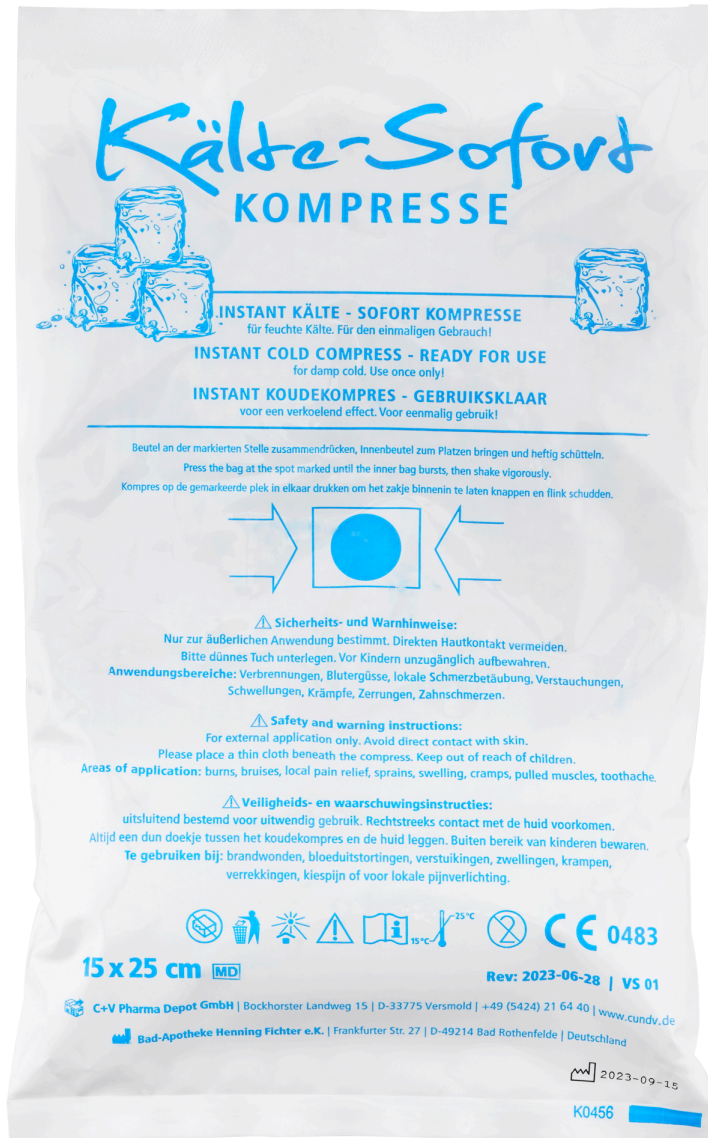 Kälte-Sofort
KOMPRESSE
INSTANT KÄLTE - SOFORT KOMPRESSE
für feuchte Kälte. Für den einmaligen Gebrauch!
INSTANT COLD COMPRESS - READY FOR USE
for damp cold. Use once only!
INSTANT KOUDEKOMPRES - GEBRUIKSKLAAR
voor een verkoelend effect. Voor eenmalig gebruik!
Beutel an der markierten Stelle zusammendrücken, Innenbeutel zum Platzen bringen und heftig schütteln.
Press the bag at the spot marked until the inner bag bursts, then shake vigorously.
Kompres op de gemarkeerde plek in elkaar drukken om het zakje binnenin te laten knappen en flink schudden.
Sicherheits- und Warnhinweise:
Nur zur äußerlichen Anwendung bestimmt. Direkten Hautkontakt vermeiden.
Bitte dünnes Tuch unterlegen. Vor Kindern unzugänglich aufbewahren.
Anwendungsbereiche: Verbrennungen, Blutergüsse, lokale Schmerzbetäubung, Verstauchungen,
Schwellungen, Krämpfe, Zerrungen, Zahnschmerzen.
Safety and warning instructions:
For external application only. Avoid direct contact with skin.
Please place a thin cloth beneath the compress. Keep out of reach of children.
Areas of application: burns, bruises, local pain relief, sprains, swelling, cramps, pulled muscles, toothache.
Veiligheids- en waarschuwingsinstructies:
uitsluitend bestemd voor uitwendig gebruik. Rechtstreeks contact met de huid voorkomen.
Altijd een dun doekje tussen het koudekompres en de huid leggen. Buiten bereik van kinderen bewaren.
Te gebruiken bij: brandwonden, bloeduitstortingen, verstuikingen, zwellingen, krampen,
verrekkingen, kiespijn of voor lokale pijnverlichting.
15°C 25°C 2 CE 0483
15 x 25 cm MD
Rev: 2023-06-28 | VS 01
C+V Pharma Depot GmbH | Bockhorster Landweg 15 | D-33775 Versmold | +49 (5424) 21 64 40 | www.cundv.de
Bad-Apotheke Henning Fichter e.K. | Frankfurter Str. 27 | D-49214 Bad Rothenfelde | Deutschland
2023-09-15
K0456